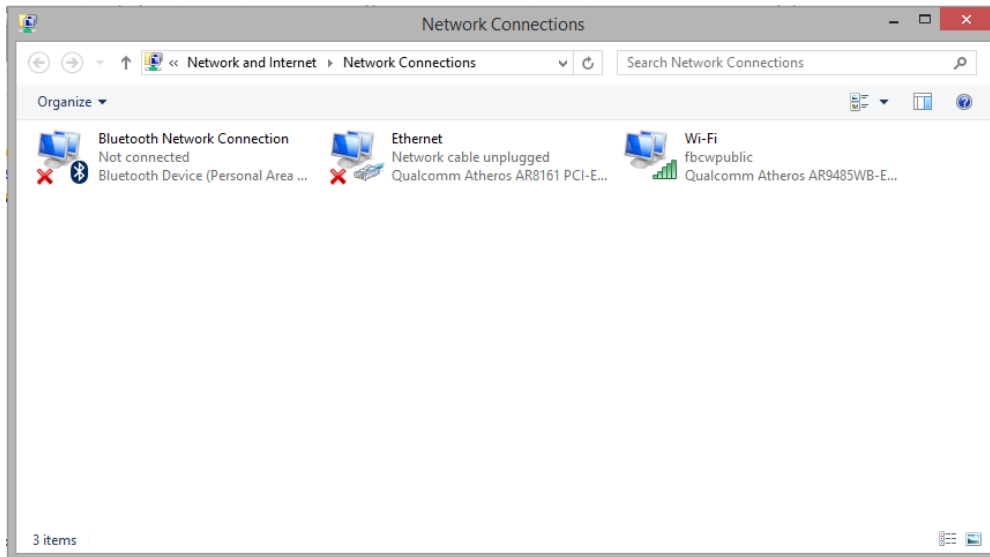 Network Connections
« Network and Internet ▸ Network Connections
Search Network Connections
Organize
Bluetooth Network Connection
Not connected
Bluetooth Device (Personal Area ...
Ethernet
Network cable unplugged
Qualcomm Atheros AR8161 PCI-E...
Wi-Fi
fbcwpublic
Qualcomm Atheros AR9485WB-E...
3 items